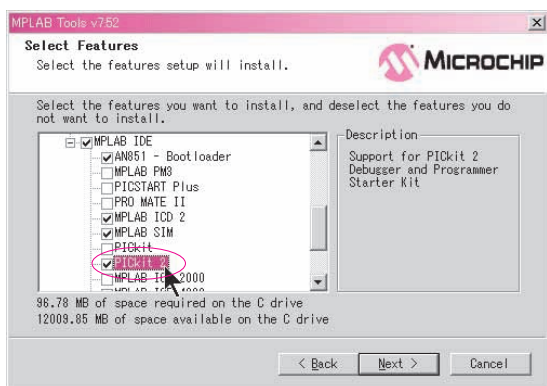 MPLAB Tools v7.52
Select Features
Select the features setup will install.
MICROCHIP
Select the features you want to install, and deselect the features you do
not want to install.
MPLAB IDE
AN851 - Bootloader
MPLAB PM3
PICSTART Plus
PRO MATE II
MPLAB ICD 2
MPLAB SIM
PICkit
PICkit 2
MPLAB ICE 2000
Description
Support for PICkit 2
Debugger and Programmer
Starter Kit
96.78 MB of space required on the C drive
12009.85 MB of space available on the C drive
< Back
Next >
Cancel